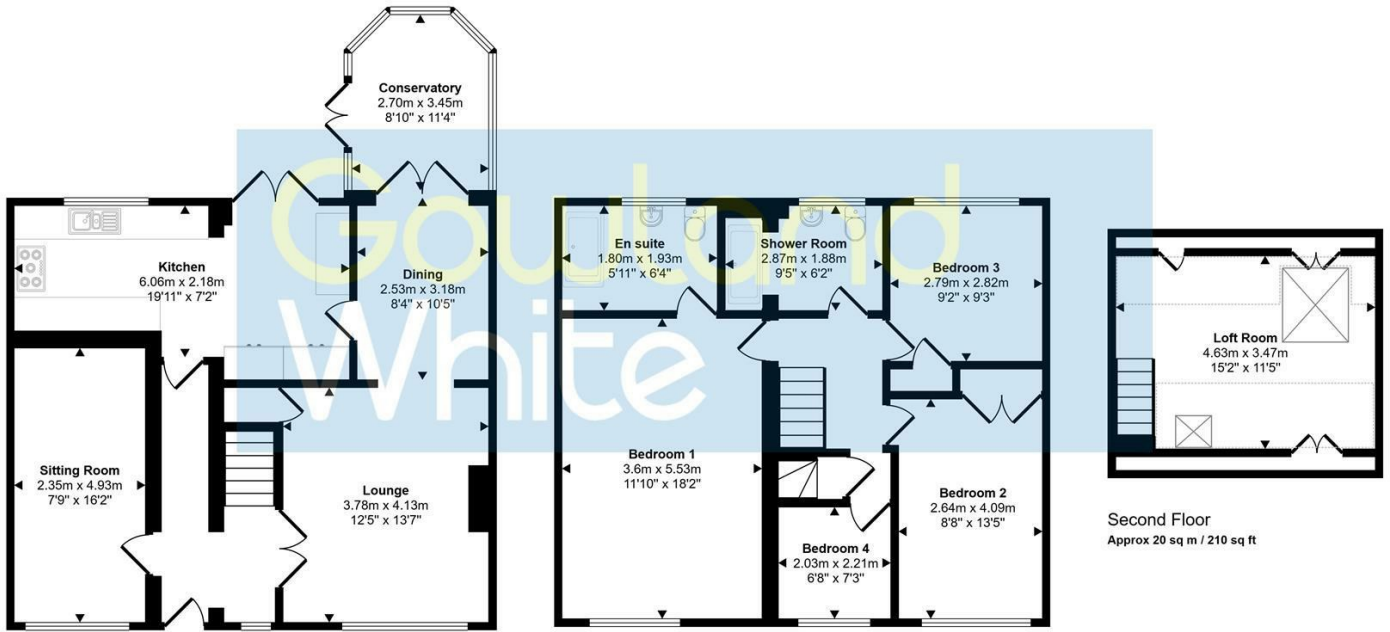 Conservatory
2.70m x 3.45m
8'10" x 11'4"
Gowland
White
Kitchen
6.06m x 2.18m
19'11" x 7'2"
Dining
2.53m x 3.18m
8'4" x 10'5"
Sitting Room
2.35m x 4.93m
7'9" x 16'2"
Lounge
3.78m x 4.13m
12'5" x 13'7"
En suite
1.80m x 1.93m
5'11" x 6'4"
Shower Room
2.87m x 1.88m
9'5" x 6'2"
Bedroom 3
2.79m x 2.82m
9'2" x 9'3"
Bedroom 1
3.6m x 5.53m
11'10" x 18'2"
Bedroom 2
2.64m x 4.09m
8'8" x 13'5"
Bedroom 4
2.03m x 2.21m
6'8" x 7'3"
Loft Room
4.63m x 3.47m
15'2" x 11'5"
Second Floor
Approx 20 sq m / 210 sq ft